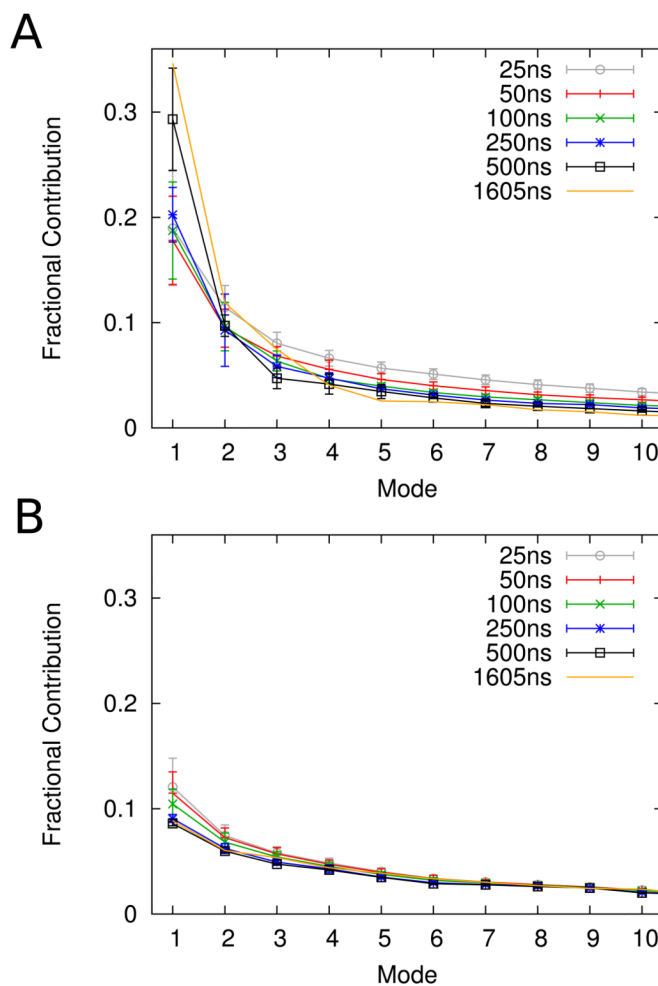 A
Fractional Contribution
0.3
0.2
0.1
0
25ns
50ns
100ns
250ns
500ns
1605ns
1 2 3 4 5 6 7 8 9 10
Mode
B
Fractional Contribution
0.3
0.2
0.1
0
25ns
50ns
100ns
250ns
500ns
1605ns
1 2 3 4 5 6 7 8 9 10
Mode